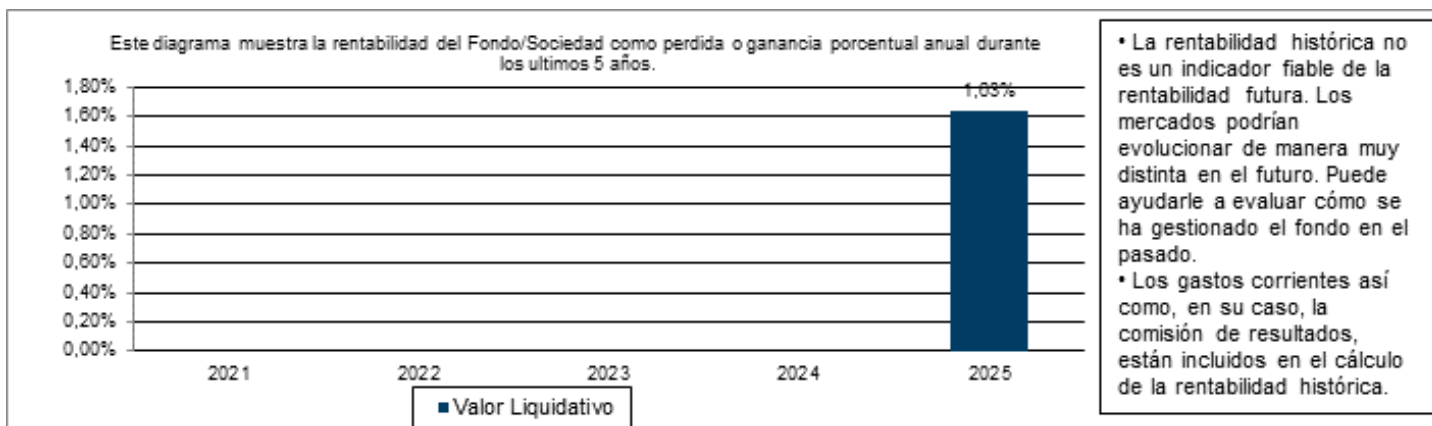 Este diagrama muestra la rentabilidad del Fondo/Sociedad como perdida o ganancia porcentual anual durante
los ultimos 5 años.
1,80%
1,60%
1,40%
1,20%
1,00%
0,80%
0,60%
0,40%
0,20%
0,00%
1,63%
2021
2022
2023
2024
2025
Valor Liquidativo
• La rentabilidad histórica no
es un indicador fiable de la
rentabilidad futura. Los
mercados podrían
evolucionar de manera muy
distinta en el futuro. Puede
ayudarle a evaluar cómo se
ha gestionado el fondo en el
pasado.
• Los gastos corrientes así
como, en su caso, la
comisión de resultados,
están incluidos en el cálculo
de la rentabilidad histórica.